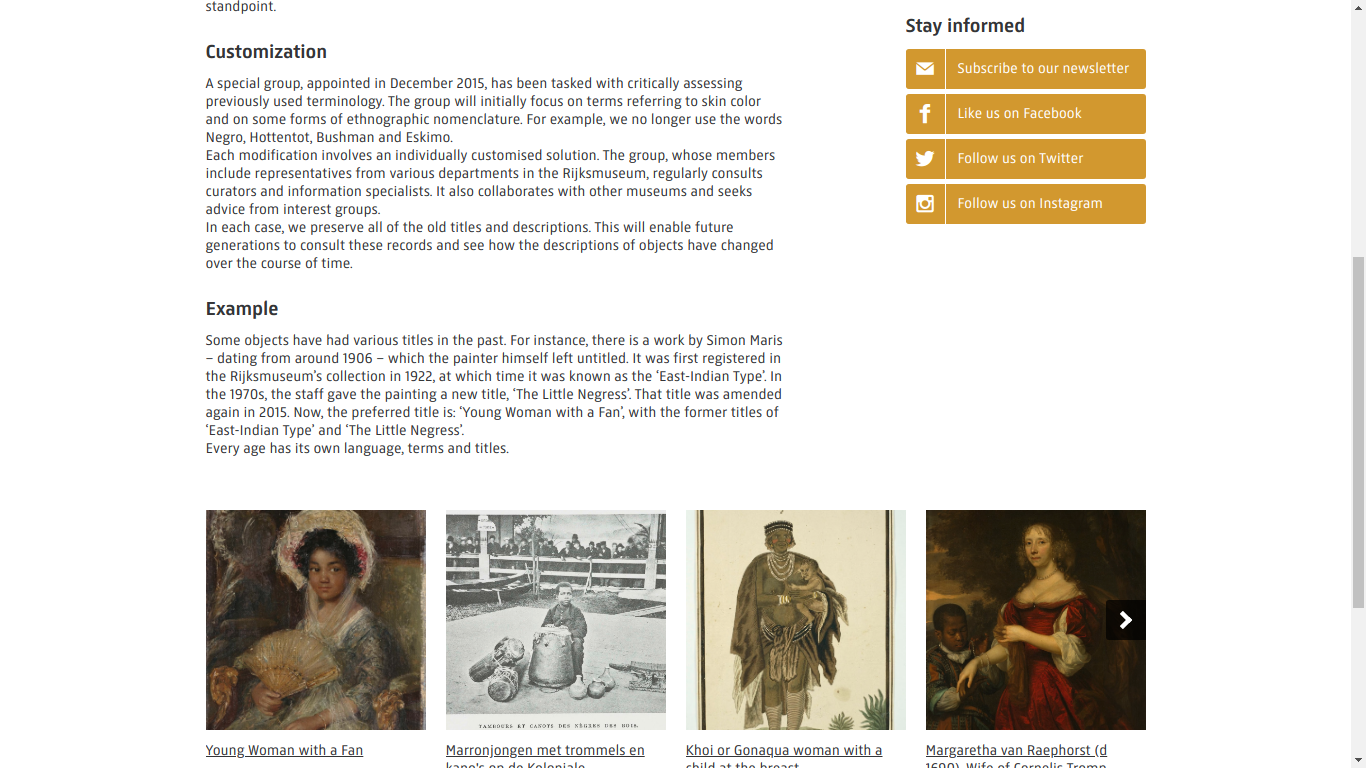 standpoint.
Customization
A special group, appointed in December 2015, has been tasked with critically assessing
previously used terminology. The group will initially focus on terms referring to skin color
and on some forms of ethnographic nomenclature. For example, we no longer use the words
Negro, Hottentot, Bushman and Eskimo.
Each modification involves an individually customised solution. The group, whose members
include representatives from various departments in the Rijksmuseum, regularly consults
curators and information specialists. It also collaborates with other museums and seeks
advice from interest groups.
In each case, we preserve all of the old titles and descriptions. This will enable future
generations to consult these records and see how the descriptions of objects have changed
over the course of time.
Example
Some objects have had various titles in the past. For instance, there is a work by Simon Maris
– dating from around 1906 – which the painter himself left untitled. It was first registered in
the Rijksmuseum’s collection in 1922, at which time it was known as the ‘East-Indian Type’. In
the 1970s, the staff gave the painting a new title, ‘The Little Negress’. That title was amended
again in 2015. Now, the preferred title is: ‘Young Woman with a Fan’, with the former titles of
‘East-Indian Type’ and ‘The Little Negress’.
Every age has its own language, terms and titles.
Stay informed
Subscribe to our newsletter
Like us on Facebook
Follow us on Twitter
Follow us on Instagram
TAMBOURS ET CANOTS DES NÈGRES DES BOIS.
Young Woman with a Fan
Marronjongen met trommels en
kano's op de Koloniale
Khoi or Gonaqua woman with a
child at the breast
Margaretha van Raephorst (d
1690). Wife of Cornelis Tromp